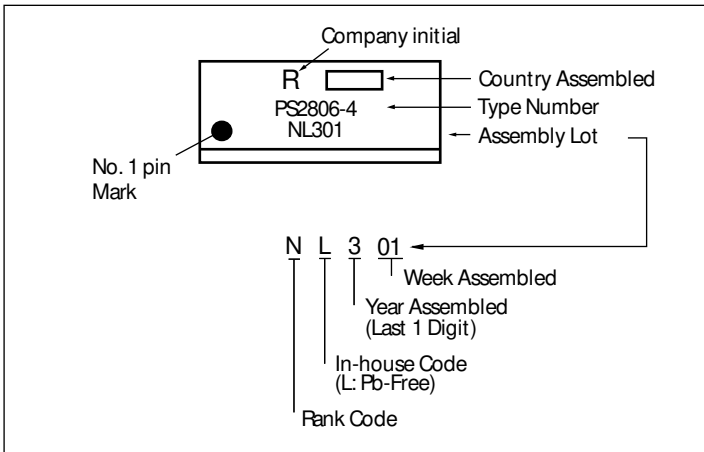 Company initial
R
Country Assembled
PS2806-4
Type Number
NL301
Assembly Lot
No. 1 pin
Mark
N L 3 01
Week Assembled
Year Assembled
(Last 1 Digit)
In-house Code
(L: Pb-Free)
Rank Code